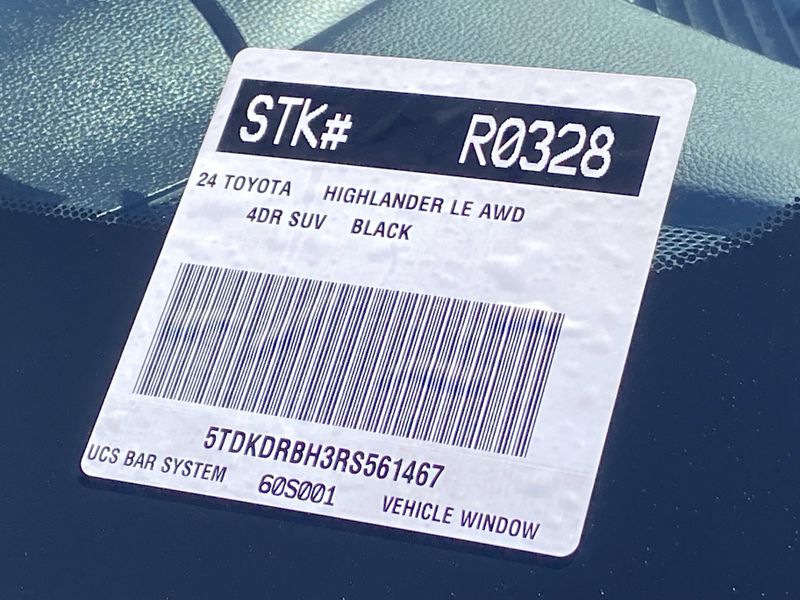 STK# R0328
24 TOYOTA HIGHLANDER LE AWD
4DR SUV BLACK
5TDKDRBH3RS561467
UCS BAR SYSTEM 60S001 VEHICLE WINDOW